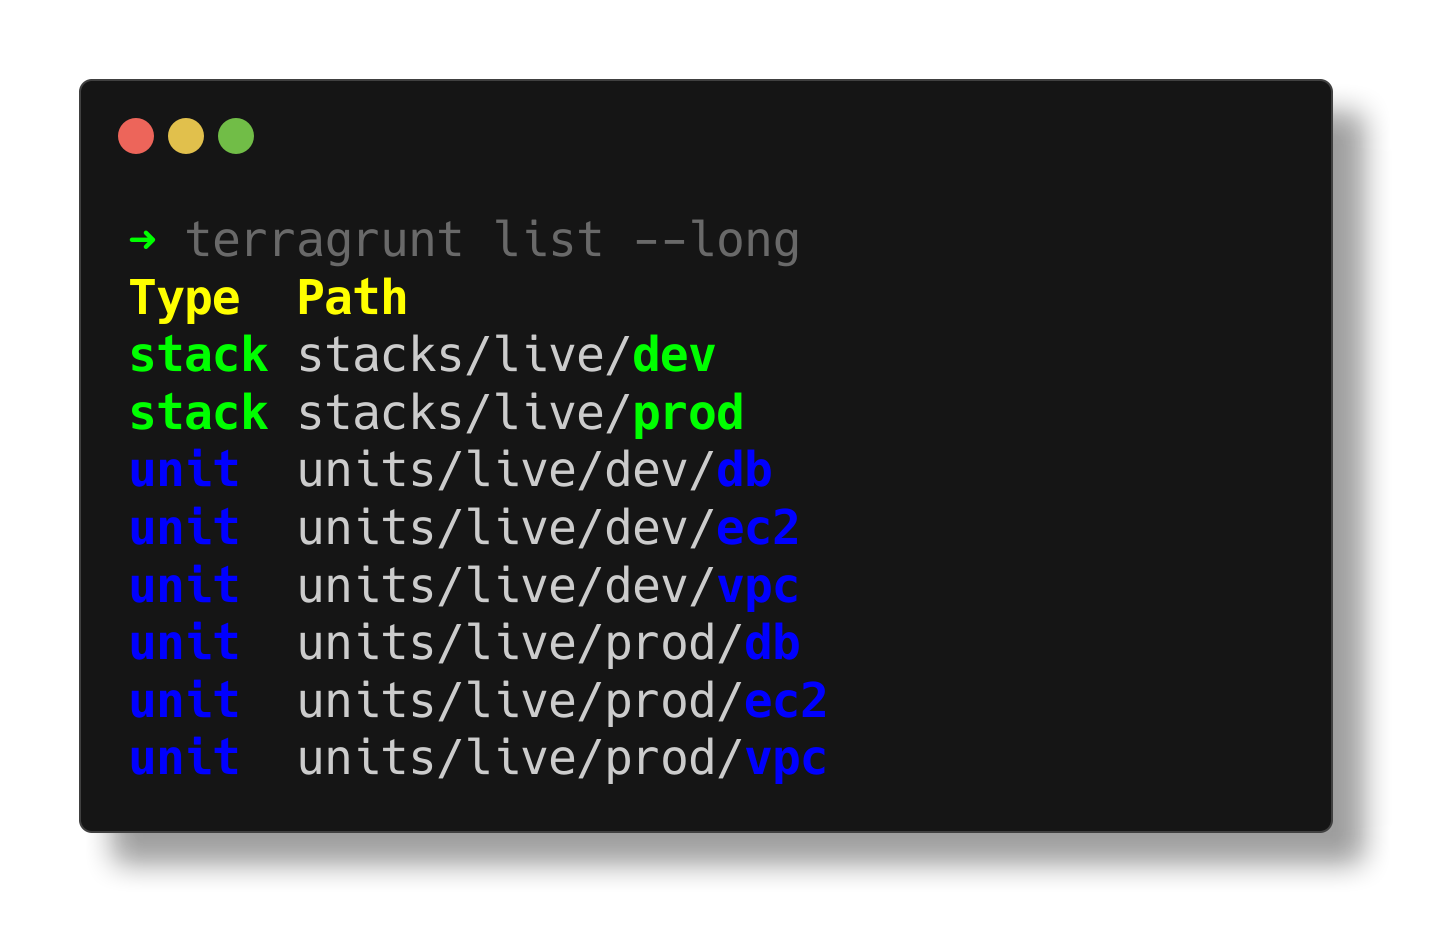 ➜ terragrunt list --long
Type  Path
stack stacks/live/dev
stack stacks/live/prod
unit  units/live/dev/db
unit  units/live/dev/ec2
unit  units/live/dev/vpc
unit  units/live/prod/db
unit  units/live/prod/ec2
unit  units/live/prod/vpc